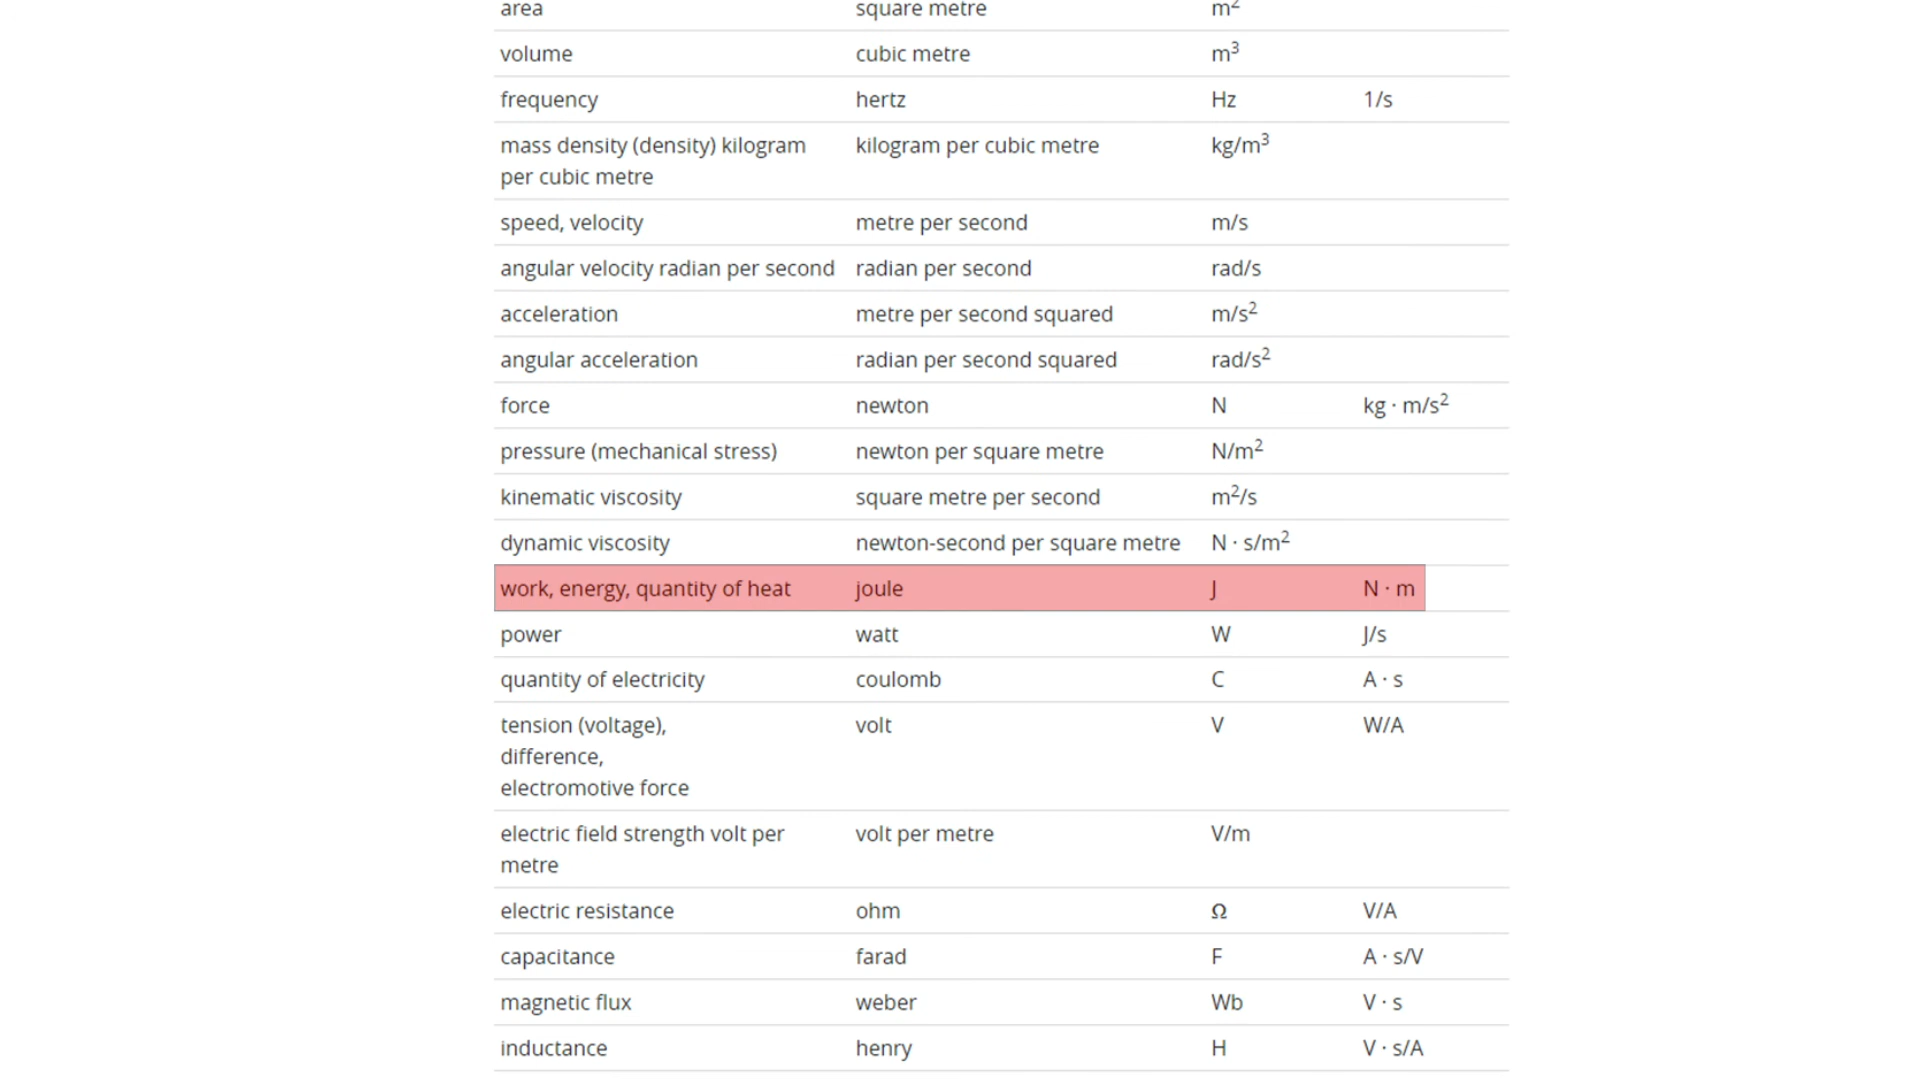 area square metre m²
volume cubic metre m³
frequency hertz Hz 1/s
mass density (density) kilogram kilogram per cubic metre kg/m³
per cubic metre
speed, velocity metre per second m/s
angular velocity radian per second radian per second rad/s
acceleration metre per second squared m/s²
angular acceleration radian per second squared rad/s²
force newton N kg · m/s²
pressure (mechanical stress) newton per square metre N/m²
kinematic viscosity square metre per second m²/s
dynamic viscosity newton-second per square metre N · s/m²
work, energy, quantity of heat joule J N · m
power watt W J/s
quantity of electricity coulomb C A · s
tension (voltage), volt V W/A
difference,
electromotive force
electric field strength volt per volt per metre V/m
metre
electric resistance ohm Ω V/A
capacitance farad F A · s/V
magnetic flux weber Wb V · s
inductance henry H V · s/A